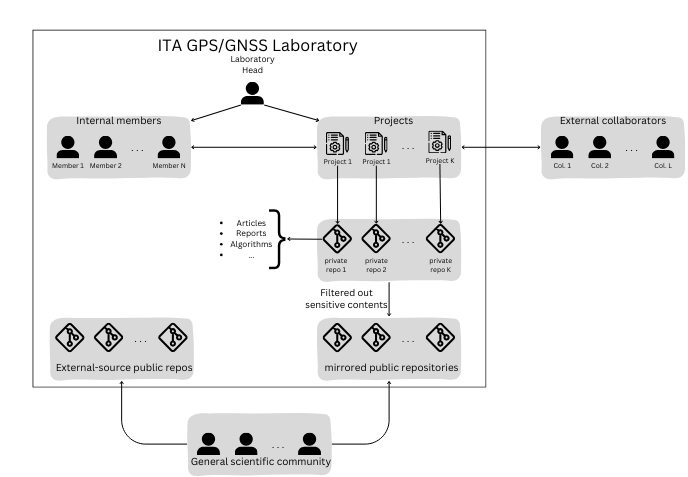 ITA GPS/GNSS Laboratory
Laboratory
Head
Internal members
Projects
External collaborators
Member 1 Member 2 ... Member N
Project 1 Project 1 ... Project K
Col. 1 Col. 2 ... Col. L
• Articles
• Reports
• Algorithms
• ...
private
repo 1
private
repo 2
...
private
repo K
Filtered out
sensitive contents
...
External-source public repos
...
mirrored public repositories
...
General scientific community